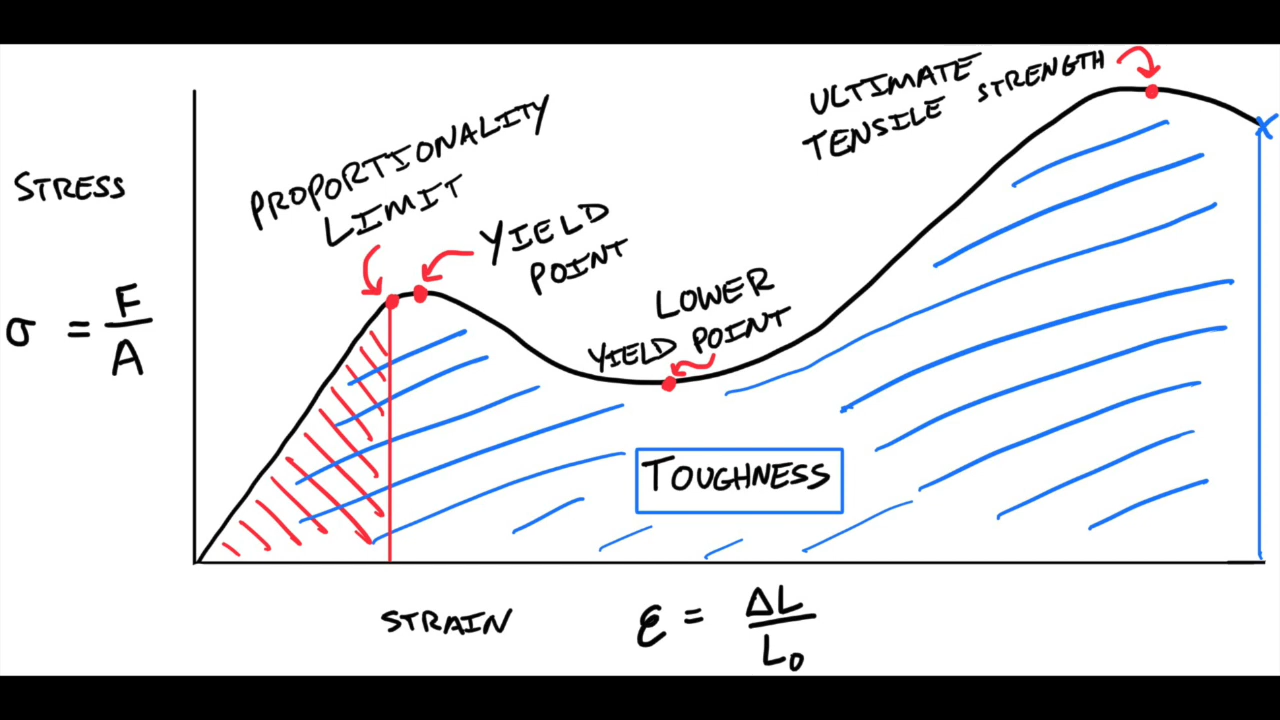 ULTIMATE
TENSILE STRENGTH
PROPORTIONALITY
LIMIT
STRESS
YIELD
POINT
LOWER
YIELD POINT
σ = F/A
TOUGHNESS
STRAIN
ε = ΔL/L₀